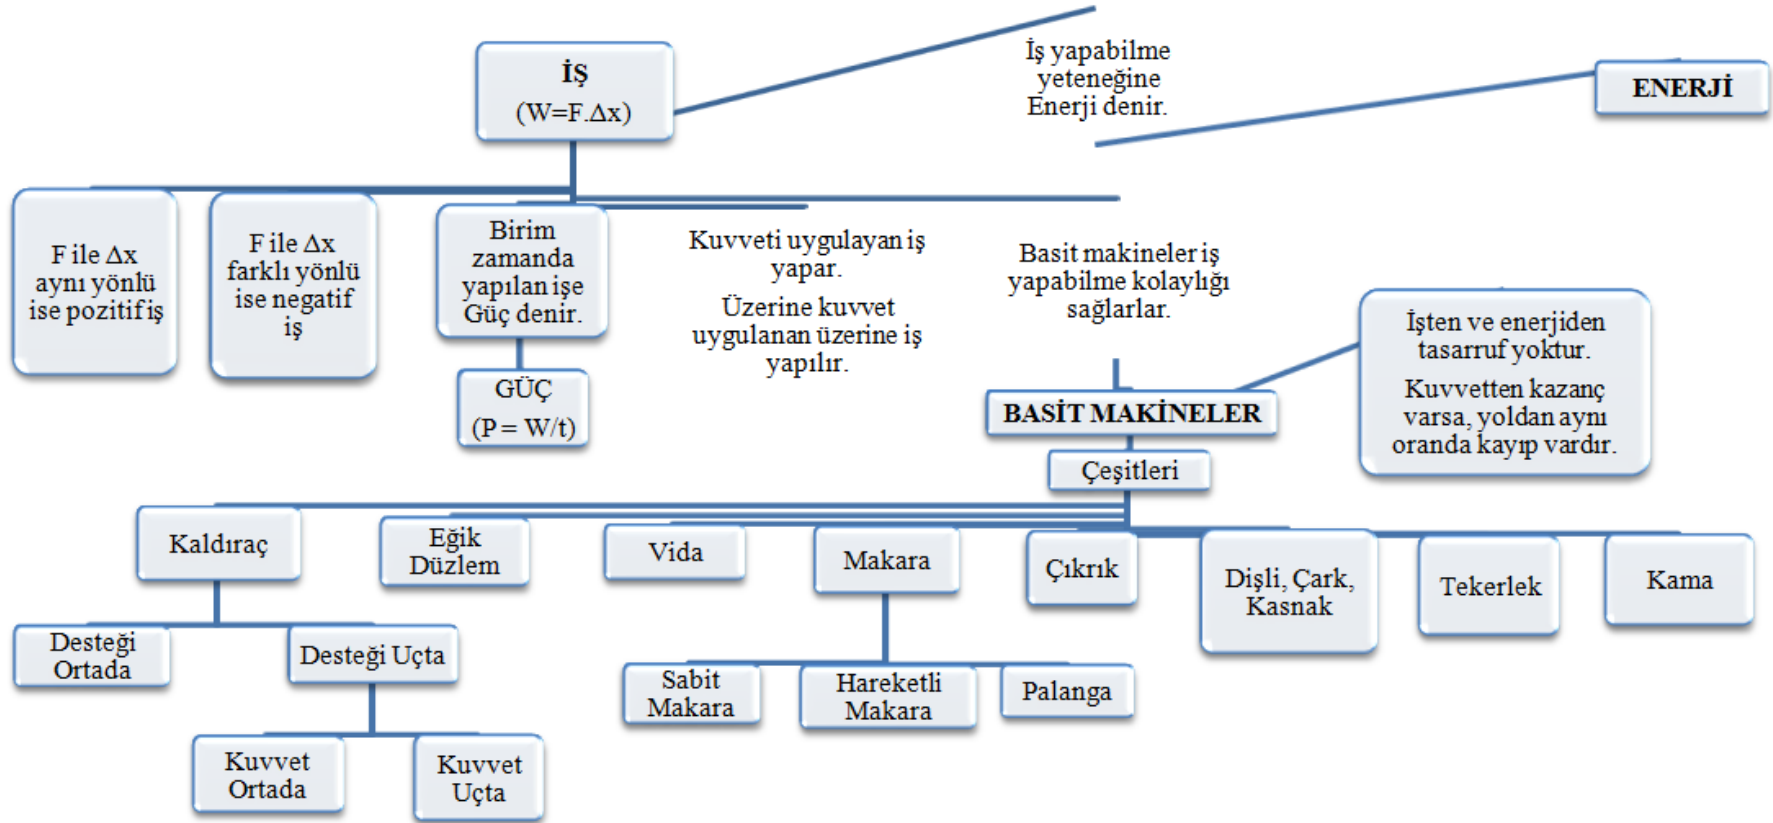 İŞ
(W=F.Δx)
İş yapabilme
yeteneğine
Enerji denir.
ENERJİ
F ile Δx
aynı yönlü
ise pozitif iş
F ile Δx
farklı yönlü
ise negatif
iş
Birim
zamanda
yapılan işe
Güç denir.
GÜÇ
(P = W/t)
Kuvveti uygulayan iş
yapar.
Üzerine kuvvet
uygulanan üzerine iş
yapılır.
Basit makineler iş
yapabilme kolaylığı
sağlarlar.
BASİT MAKİNELER
İşten ve enerjiden
tasarruf yoktur.
Kuvvetten kazanç
varsa, yoldan aynı
oranda kayıp vardır.
Çeşitleri
Kaldıraç
Eğik
Düzlem
Vida
Makara
Çıkrık
Dişli, Çark,
Kasnak
Tekerlek
Kama
Desteği
Ortada
Desteği Uçta
Sabit
Makara
Hareketli
Makara
Palanga
Kuvvet
Ortada
Kuvvet
Uçta